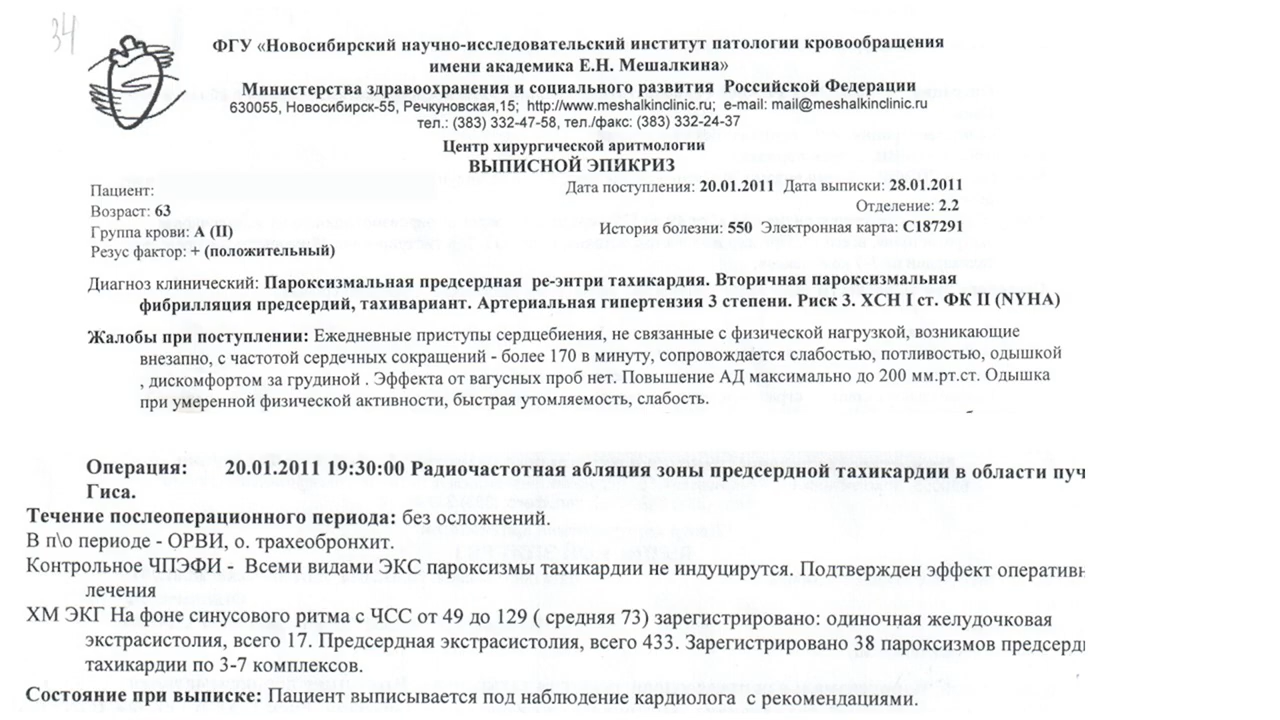 34
ФГУ «Новосибирский научно-исследовательский институт патологии кровообращения
имени академика Е.Н. Мешалкина»
Министерства здравоохранения и социального развития Российской Федерации
630055, Новосибирск-55, Речкуновская,15; http://www.meshalkinclinic.ru; e-mail: mail@meshalkinclinic.ru
тел.: (383) 332-47-58, тел./факс: (383) 332-24-37
Центр хирургической аритмологии
ВЫПИСНОЙ ЭПИКРИЗ
Пациент: Дата поступления: 20.01.2011 Дата выписки: 28.01.2011
Возраст: 63 Отделение: 2.2
Группа крови: А (II) История болезни: 550 Электронная карта: С187291
Резус фактор: + (положительный)
Диагноз клинический: Пароксизмальная предсердная ре-энтри тахикардия. Вторичная пароксизмальная
фибрилляция предсердий, тахивариант. Артериальная гипертензия 3 степени. Риск 3. ХСН I ст. ФК II (NYHA)
Жалобы при поступлении: Ежедневные приступы сердцебиения, не связанные с физической нагрузкой, возникающие
внезапно, с частотой сердечных сокращений - более 170 в минуту, сопровождается слабостью, потливостью, одышкой
, дискомфортом за грудиной . Эффекта от вагусных проб нет. Повышение АД максимально до 200 мм.рт.ст. Одышка
при умеренной физической активности, быстрая утомляемость, слабость.
Операция: 20.01.2011 19:30:00 Радиочастотная абляция зоны предсердной тахикардии в области пуч
Гиса.
Течение послеоперационного периода: без осложнений.
В п\о периоде - ОРВИ, о. трахеобронхит.
Контрольное ЧПЭФИ - Всеми видами ЭКС пароксизмы тахикардии не индуцирутся. Подтвержден эффект оперативн
лечения
ХМ ЭКГ На фоне синусового ритма с ЧСС от 49 до 129 ( средняя 73) зарегистрировано: одиночная желудочковая
экстрасистолия, всего 17. Предсердная экстрасистолия, всего 433. Зарегистрировано 38 пароксизмов предсерд
тахикардии по 3-7 комплексов.
Состояние при выписке: Пациент выписывается под наблюдение кардиолога с рекомендациями.